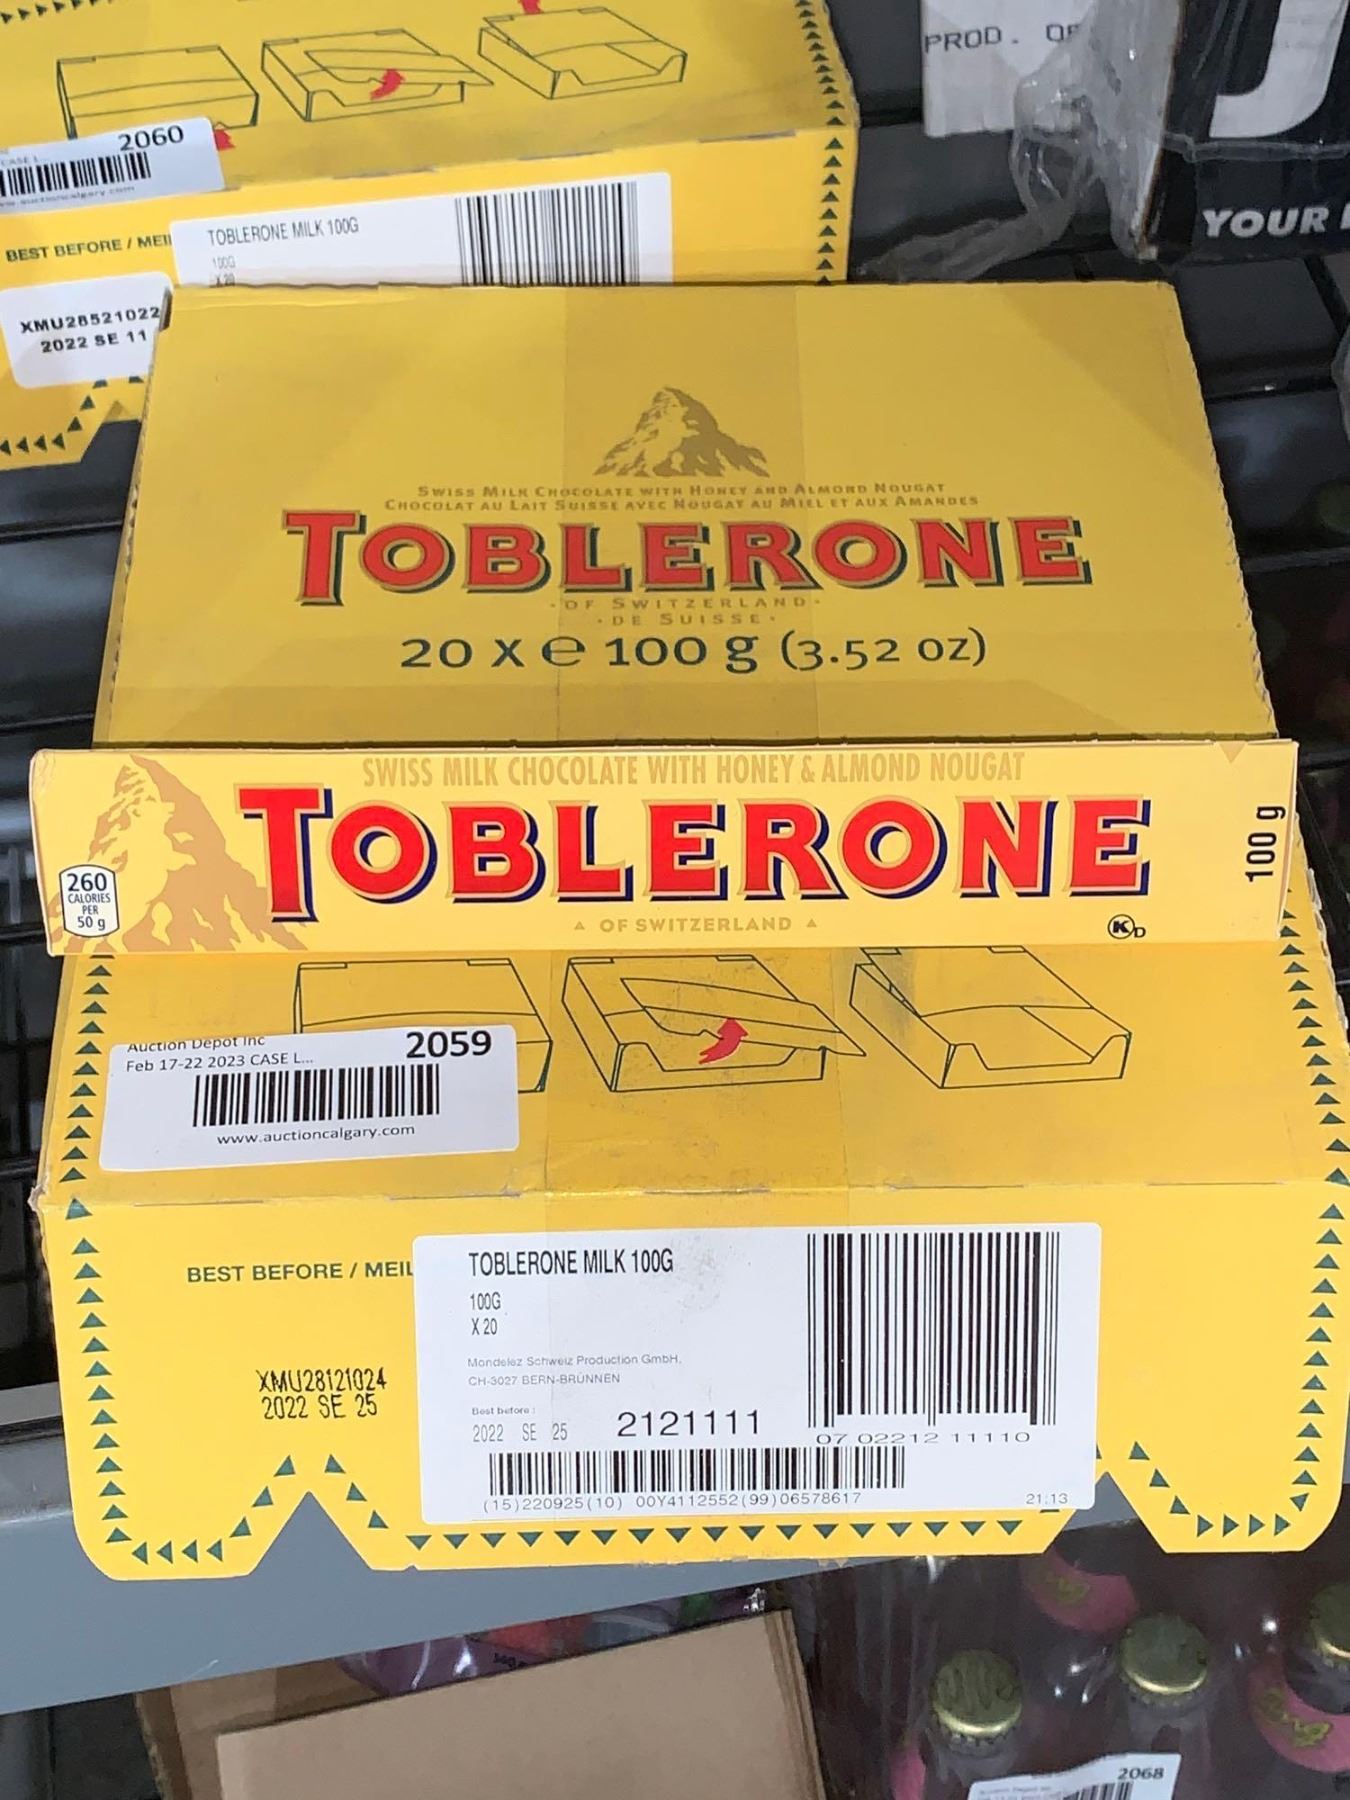 PROD.
YOUR
2060
CASE L...
BEST BEFORE / MEIL
TOBLERONE MILK 100G
100G
X 20
XMU28521022
2022 SE 11
SWISS MILK CHOCOLATE WITH HONEY AND ALMOND NOUGAT
CHOCOLAT AU LAIT SUISSE AVEC NOUGAT AU MIEL ET AUX AMANDES
TOBLERONE
·OF SWITZERLAND·
·DE SUISSE·
20 X e 100 g (3.52 oz)
SWISS MILK CHOCOLATE WITH HONEY & ALMOND NOUGAT
TOBLERONE
OF SWITZERLAND
260
CALORIES
PER
50 g
100 g
K D
Auction Depot Inc
2059
Feb 17-22 2023 CASE L...
www.auctioncalgary.com
BEST BEFORE / MEIL
XMU28121024
2022 SE 25
TOBLERONE MILK 100G
100G
X 20
Mondelez Schweiz Production GmbH,
CH-3027 BERN-BRÜNNEN
Best before:
2022 SE 25
2121111
07 02212 11110
(15)220925(10) 00Y4112552(99)06578617
21:13
2068